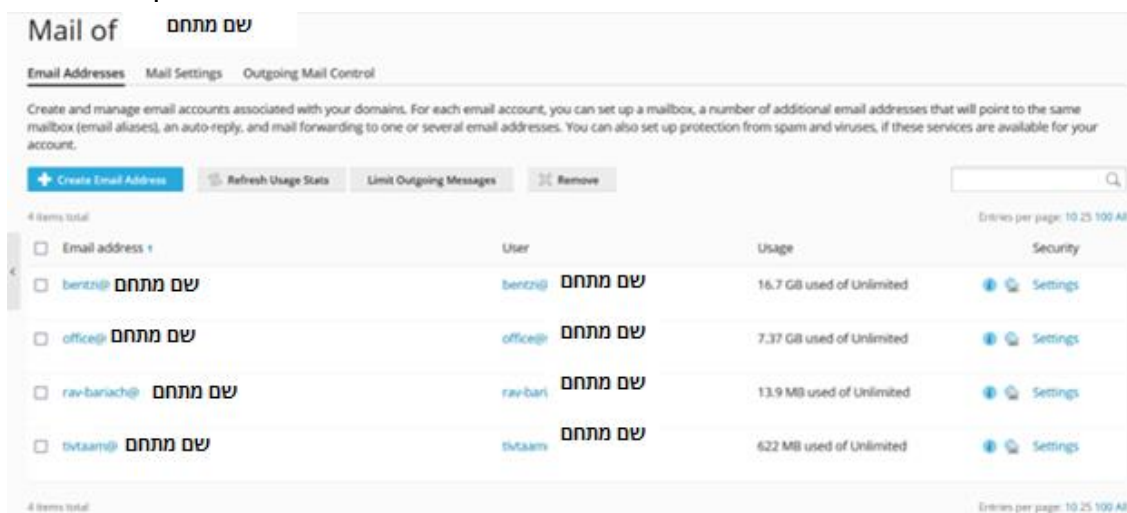 Mail of שם מתחם
Email Addresses Mail Settings Outgoing Mail Control
Create and manage email accounts associated with your domains. For each email account, you can set up a mailbox, a number of additional email addresses that will point to the same
mailbox (email aliases), an auto-reply, and mail forwarding to one or several email addresses. You can also set up protection from spam and viruses, if these services are available for your
account.
Create Email Address Refresh Usage Stats Limit Outgoing Messages Remove
4 items total Entries per page: 10 25 100 All
Email address User Usage Security
bentzi@ שם מתחם bentzi@ שם מתחם 16.7 GB used of Unlimited Settings
office@ שם מתחם office@ שם מתחם 7.37 GB used of Unlimited Settings
rav-bariach@ שם מתחם rav-bari שם מתחם 13.9 MB used of Unlimited Settings
tivtaam@ שם מתחם tivtaam שם מתחם 622 MB used of Unlimited Settings
4 items total Entries per page: 10 25 100 All